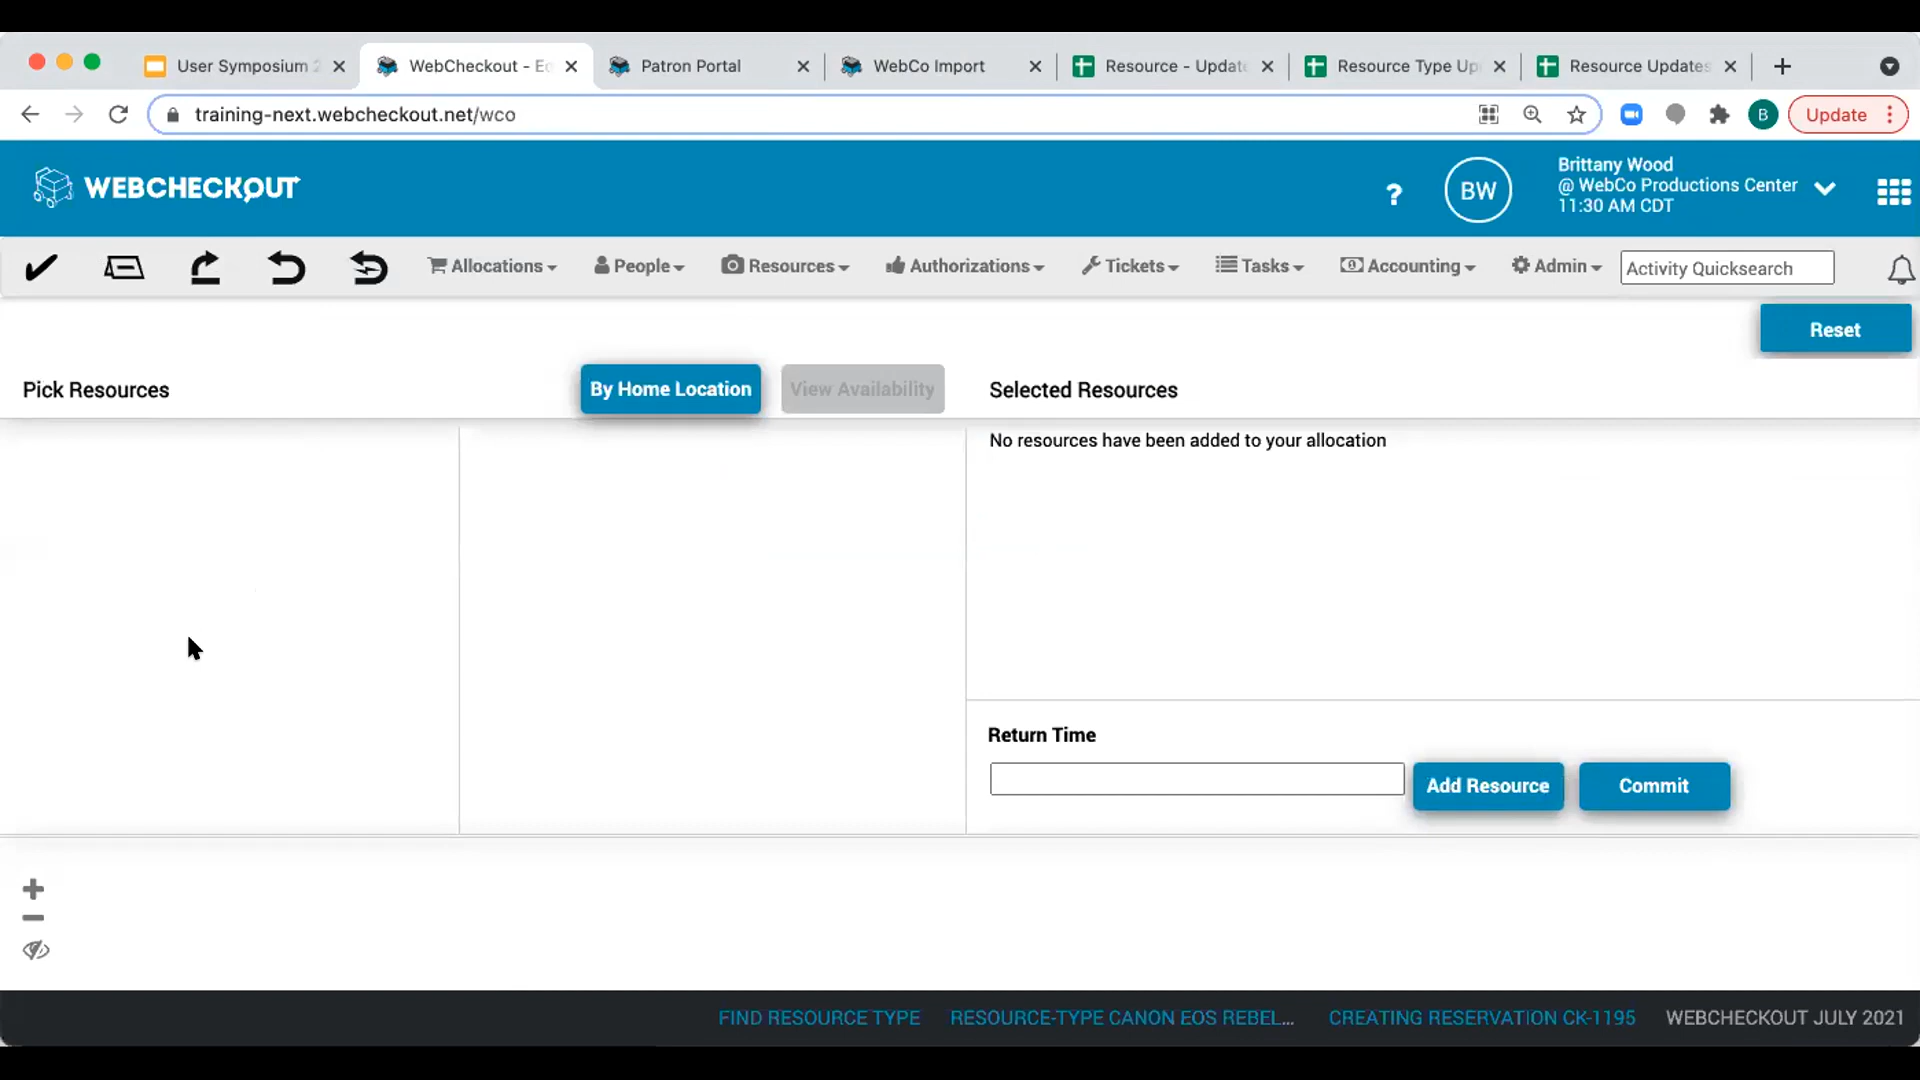 User Symposium 2
WebCheckout - Ec
Patron Portal
WebCo Import
Resource - Update
Resource Type Up
Resource Updates
training-next.webcheckout.net/wco
B
Update
WEBCHECKOUT
?
BW
Brittany Wood
@ WebCo Productions Center
11:30 AM CDT
Allocations
People
Resources
Authorizations
Tickets
Tasks
Accounting
Admin
Activity Quicksearch
Reset
Pick Resources
By Home Location
View Availability
Selected Resources
No resources have been added to your allocation
Return Time
Add Resource
Commit
FIND RESOURCE TYPE
RESOURCE-TYPE CANON EOS REBEL...
CREATING RESERVATION CK-1195
WEBCHECKOUT JULY 2021